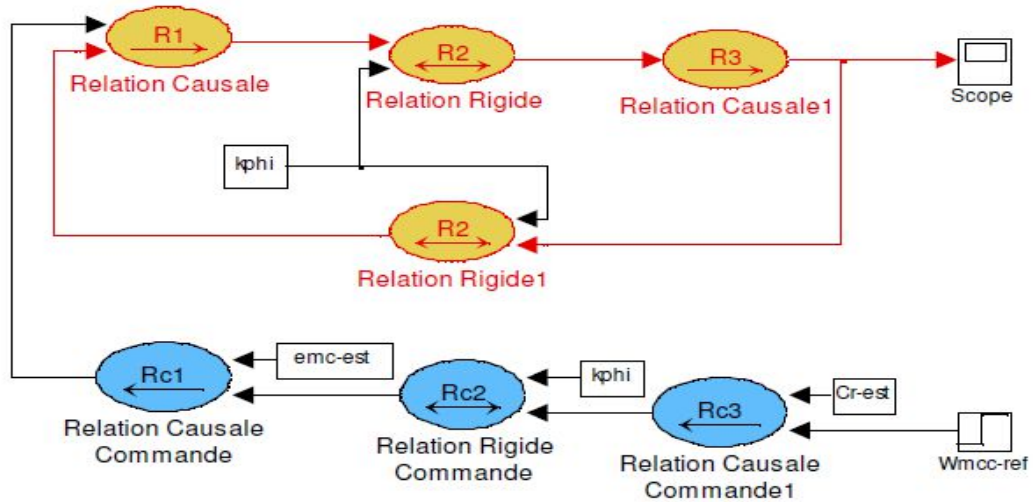 R1
Relation Causale
R2
Relation Rigide
R3
Relation Causale1
Scope
kphi
R2
Relation Rigide1
emc-est
Rc1
Relation Causale
Commande
kphi
Rc2
Relation Rigide
Commande
Cr-est
Rc3
Relation Causale
Commande1
Wmcc-ref